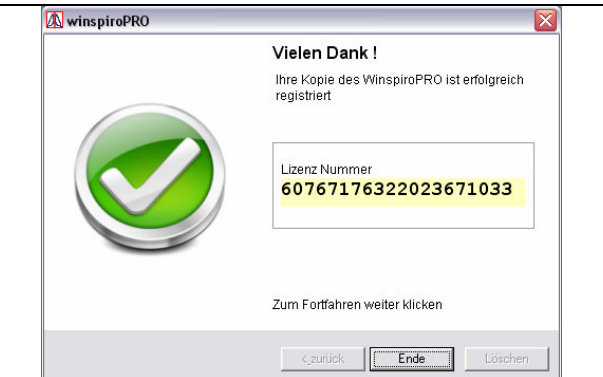 winspiroPRO
Vielen Dank !
Ihre Kopie des WinspiroPRO ist erfolgreich
registriert
Lizenz Nummer
60767176322023671033
Zum Fortfahren weiter klicken
< zurück Ende Löschen